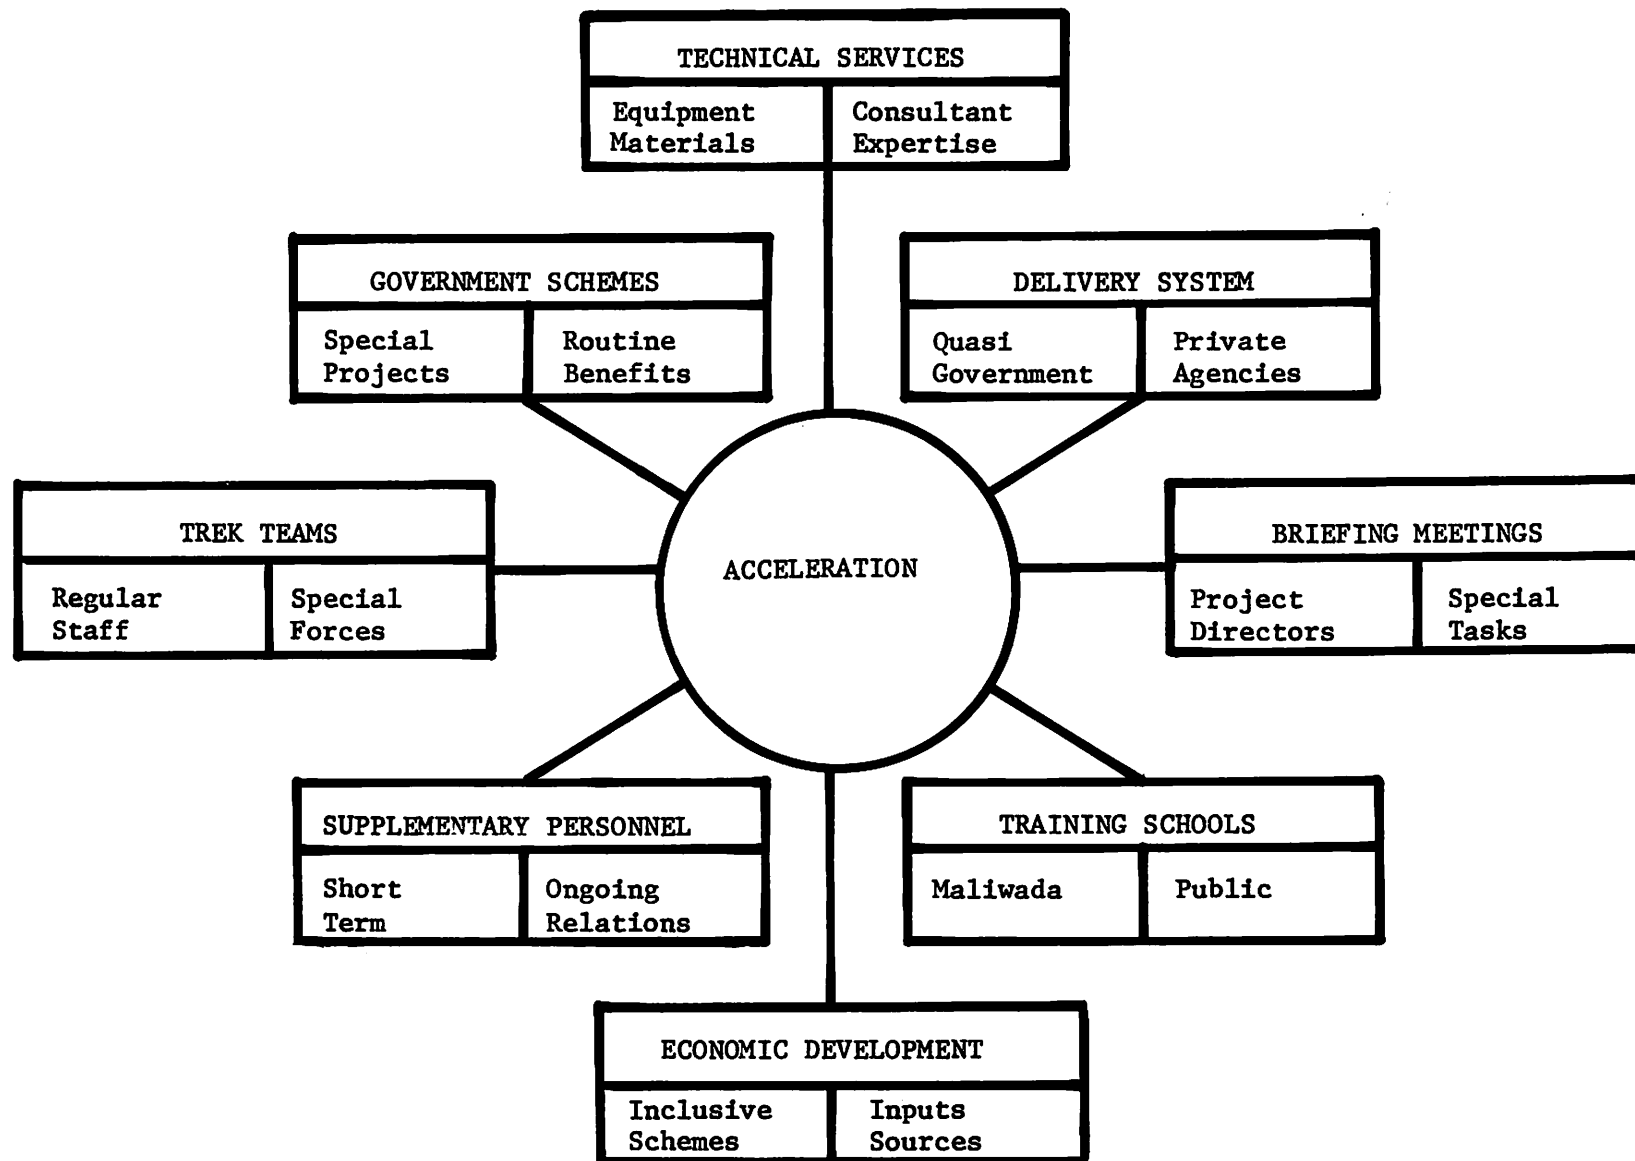 TECHNICAL SERVICES
Equipment
Materials
Consultant
Expertise
GOVERNMENT SCHEMES
Special
Projects
Routine
Benefits
DELIVERY SYSTEM
Quasi
Government
Private
Agencies
TREK TEAMS
Regular
Staff
Special
Forces
ACCELERATION
BRIEFING MEETINGS
Project
Directors
Special
Tasks
SUPPLEMENTARY PERSONNEL
Short
Term
Ongoing
Relations
TRAINING SCHOOLS
Maliwada
Public
ECONOMIC DEVELOPMENT
Inclusive
Schemes
Inputs
Sources